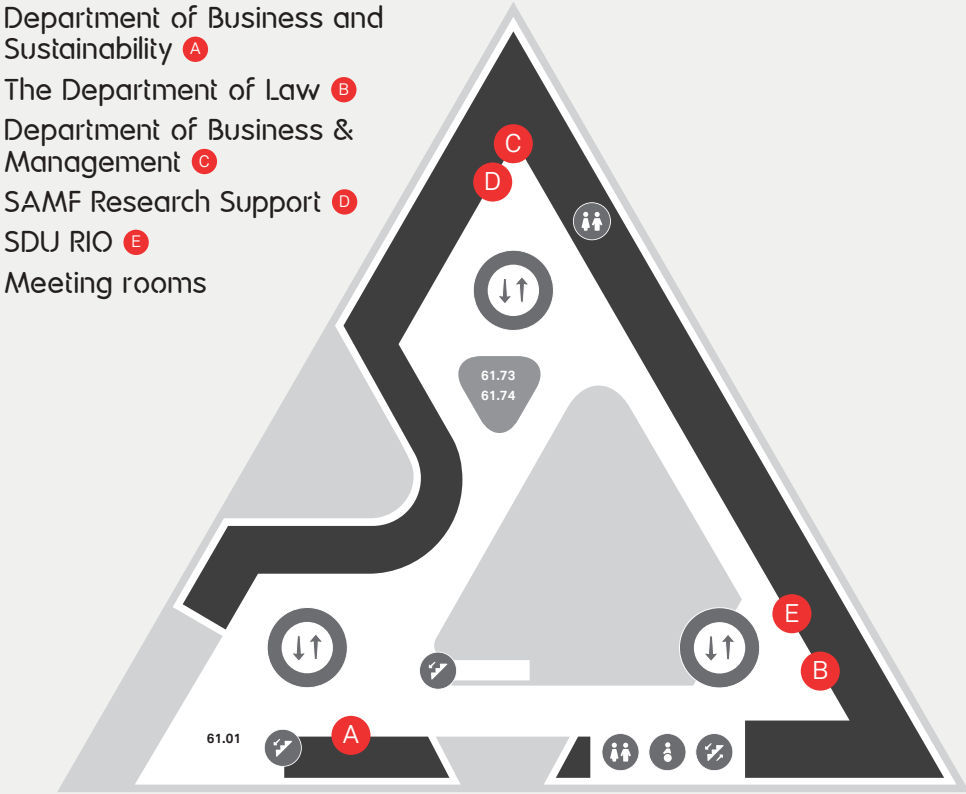 Department of Business and
Sustainability A
The Department of Law B
Department of Business &
Management C
SAMF Research Support D
SDU RIO E
Meeting rooms
C
D
61.73
61.74
E
B
61.01
A